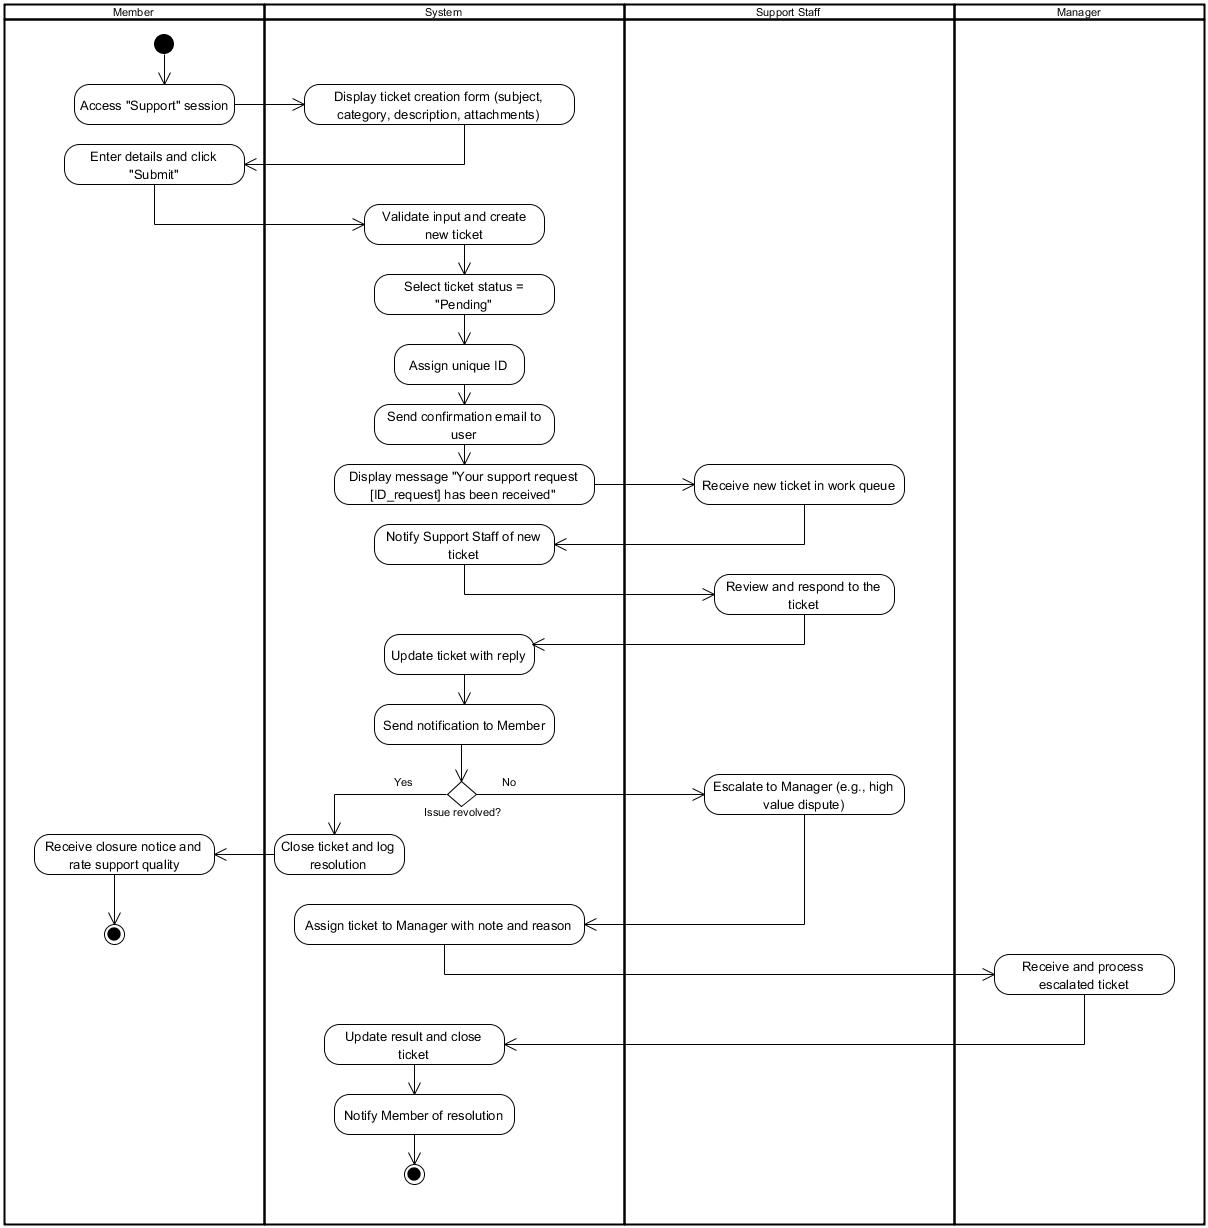 Member
System
Support Staff
Manager
Access "Support" session
Display ticket creation form (subject,
category, description, attachments)
Enter details and click
"Submit"
Validate input and create
new ticket
Select ticket status =
"Pending"
Assign unique ID
Send confirmation email to
user
Display message "Your support request
[ID_request] has been received"
Receive new ticket in work queue
Notify Support Staff of new
ticket
Review and respond to the
ticket
Update ticket with reply
Send notification to Member
Yes
No
Issue revolved?
Escalate to Manager (e.g., high
value dispute)
Receive closure notice and
rate support quality
Close ticket and log
resolution
Assign ticket to Manager with note and reason
Receive and process
escalated ticket
Update result and close
ticket
Notify Member of resolution